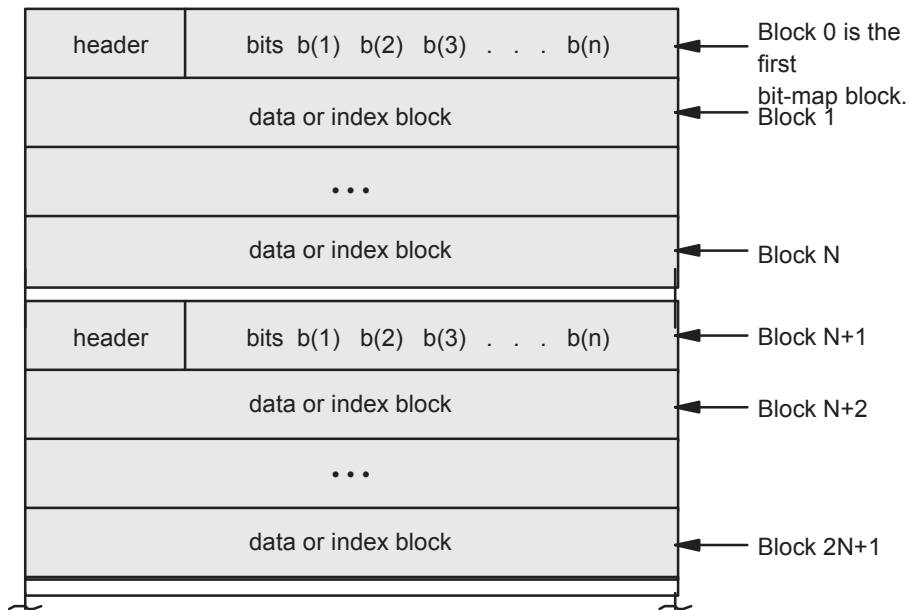 header bits b(1) b(2) b(3) . . . b(n) Block 0 is the
first
bit-map block.
data or index block Block 1
...
data or index block Block N
header bits b(1) b(2) b(3) . . . b(n) Block N+1
data or index block Block N+2
...
data or index block Block 2N+1